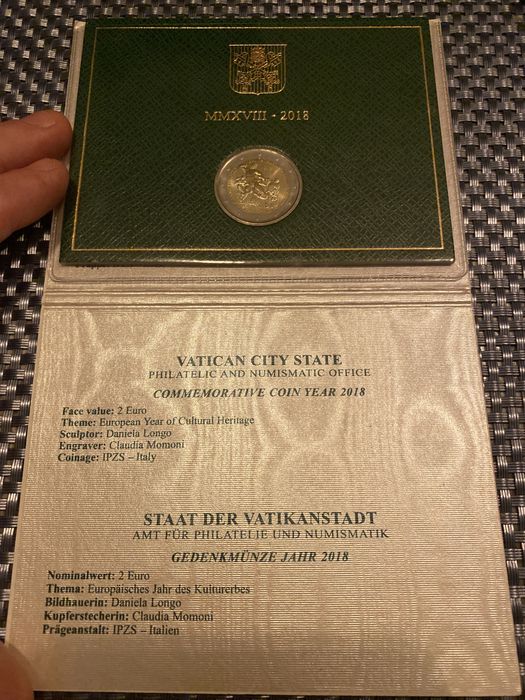 MMXVIII • 2018
VATICAN CITY STATE
PHILATELIC AND NUMISMATIC OFFICE
COMMEMORATIVE COIN YEAR 2018
Face value: 2 Euro
Theme: European Year of Cultural Heritage
Sculptor: Daniela Longo
Engraver: Claudia Momoni
Coinage: IPZS – Italy
STAAT DER VATIKANSTADT
AMT FÜR PHILATELIE UND NUMISMATIK
GEDENKMÜNZE JAHR 2018
Nominalwert: 2 Euro
Thema: Europäisches Jahr des Kulturerbes
Bildhauerin: Daniela Longo
Kupferstecherin: Claudia Momoni
Prägeanstalt: IPZS – Italien